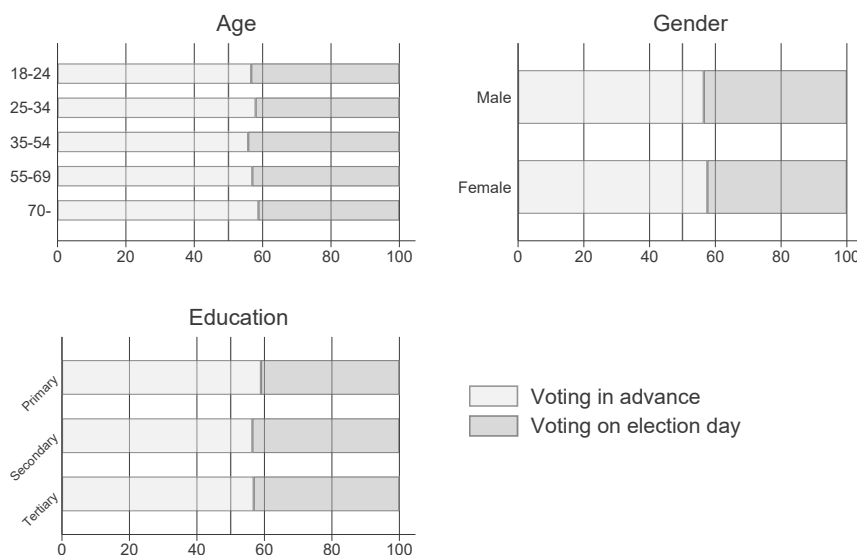 Age
18-24
25-34
35-54
55-69
70-
0 20 40 60 80 100
Gender
Male
Female
0 20 40 60 80 100
Education
Primary
Secondary
Tertiary
0 20 40 60 80 100
Voting in advance
Voting on election day